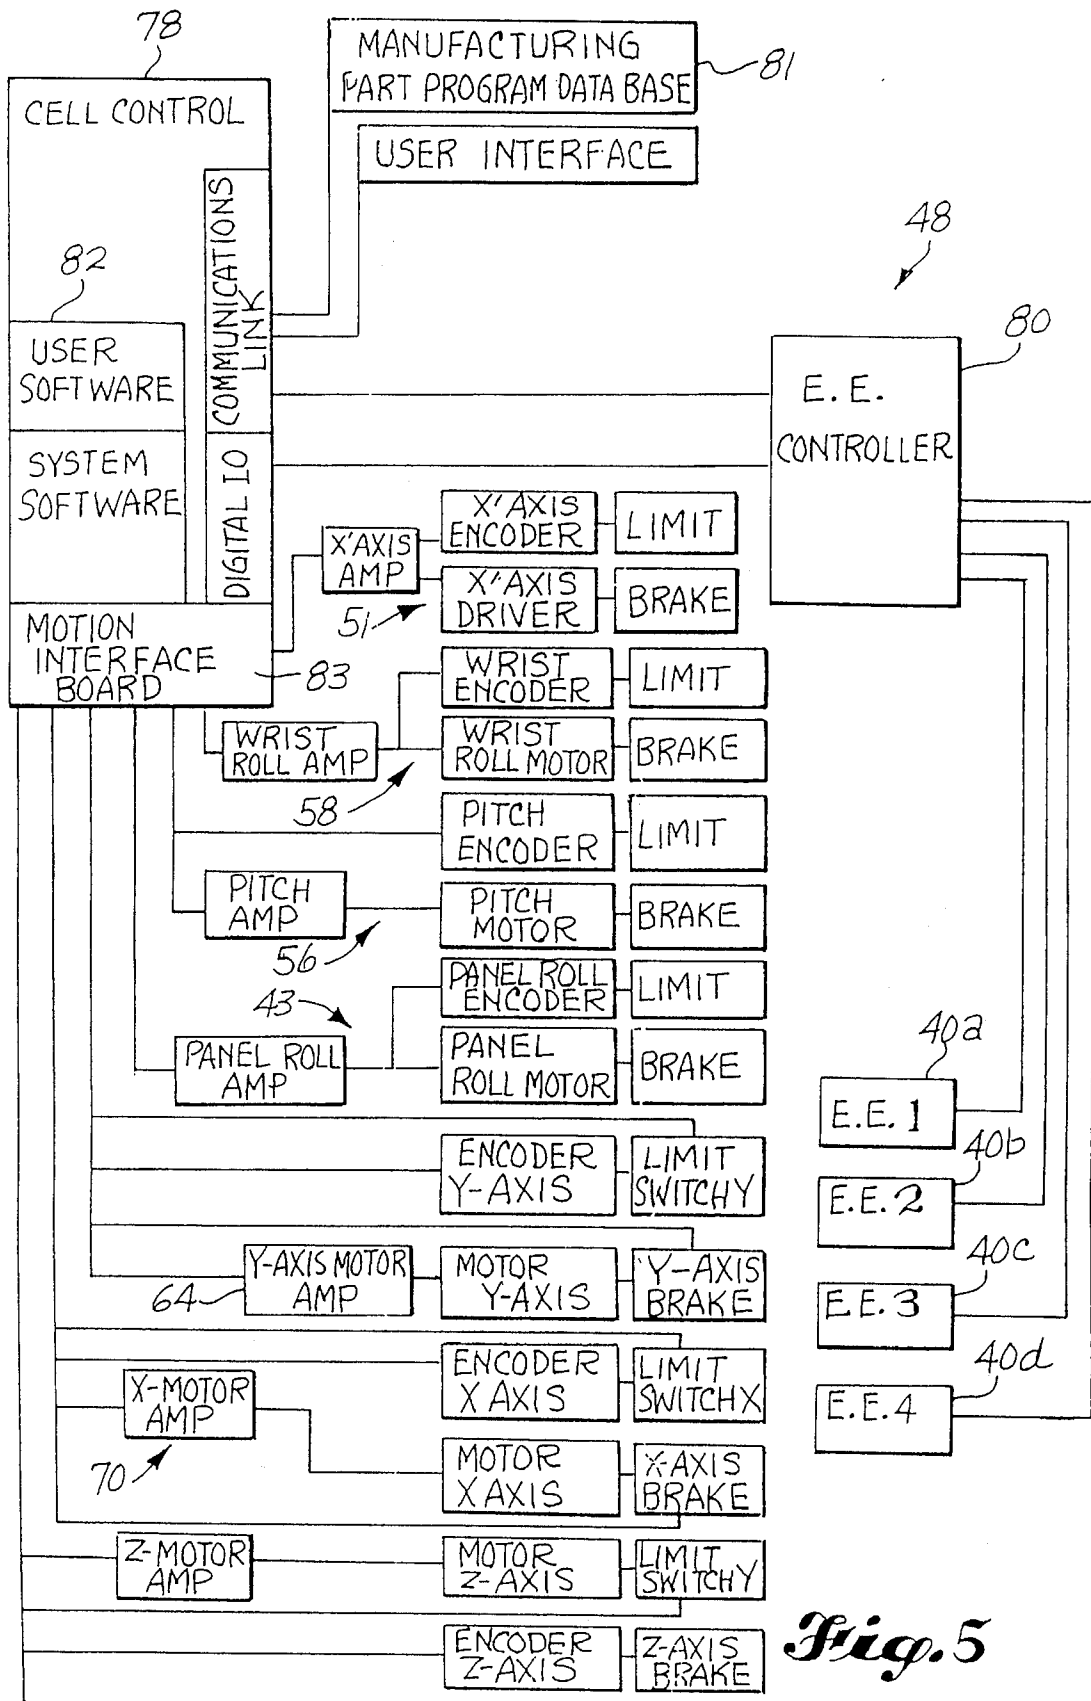 78
CELL CONTROL
MANUFACTURING
PART PROGRAM DATA BASE
81
USER INTERFACE
COMMUNICATIONS
LINK
48
82
USER
SOFTWARE
80
E. E.
CONTROLLER
SYSTEM
SOFTWARE
DIGITAL IO
X'AXIS
AMP
X'AXIS
ENCODER
LIMIT
51
X'AXIS
DRIVER
BRAKE
MOTION
INTERFACE
BOARD
83
WRIST
ENCODER
LIMIT
WRIST
ROLL AMP
58
WRIST
ROLL MOTOR
BRAKE
PITCH
ENCODER
LIMIT
PITCH
AMP
56
PITCH
MOTOR
BRAKE
43
PANEL ROLL
ENCODER
LIMIT
PANEL ROLL
AMP
PANEL
ROLL MOTOR
BRAKE
40a
E.E.1
ENCODER
Y-AXIS
LIMIT
SWITCHY
40b
E.E.2
64
Y-AXIS MOTOR
AMP
MOTOR
Y-AXIS
Y-AXIS
BRAKE
40c
E.E.3
ENCODER
X AXIS
LIMIT
SWITCHX
40d
E.E.4
X-MOTOR
AMP
70
MOTOR
X AXIS
X-AXIS
BRAKE
Z-MOTOR
AMP
MOTOR
Z-AXIS
LIMIT
SWITCHY
ENCODER
Z-AXIS
Z-AXIS
BRAKE
Fig.5